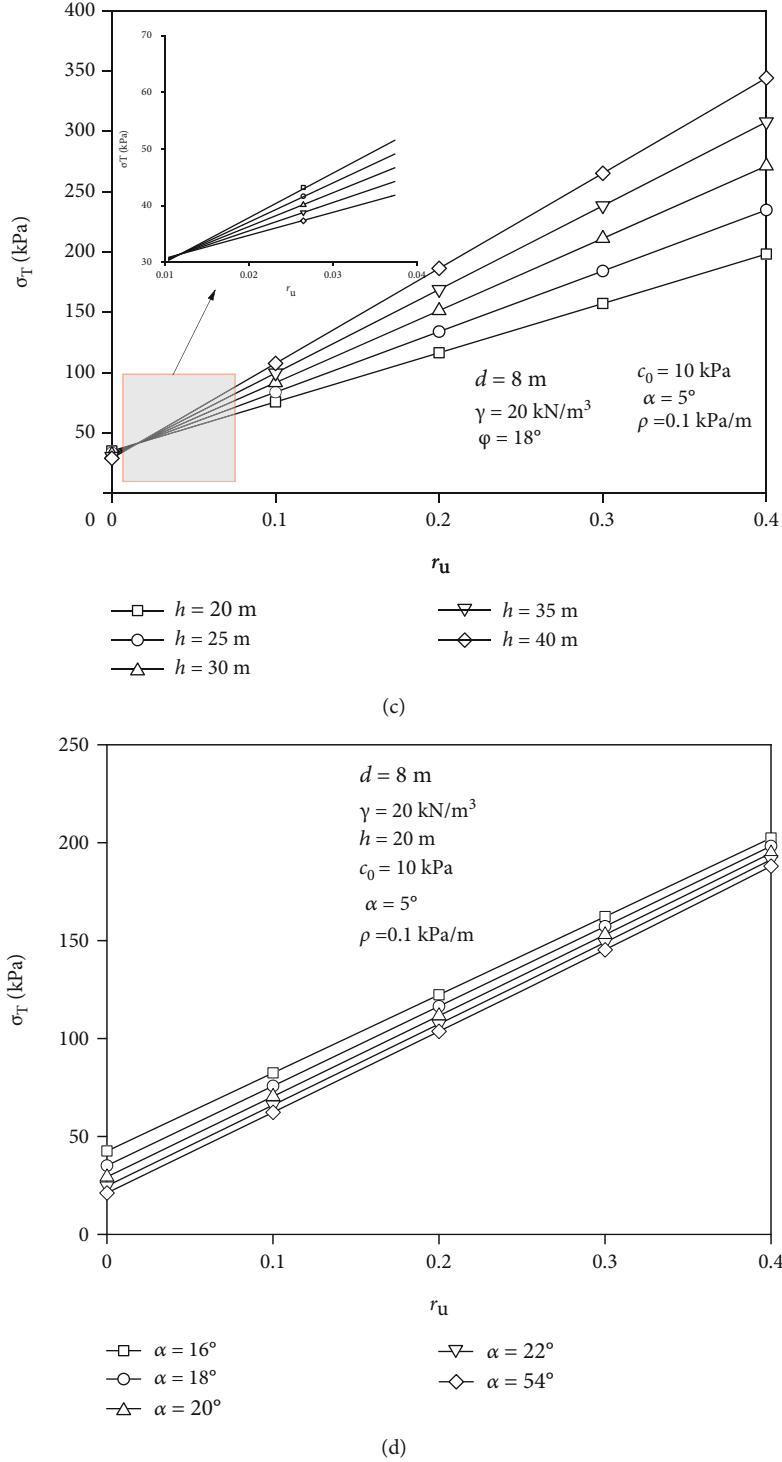 400
350
300
250
200
150
100
50
0
σT (kPa)
70
60
50
40
30
σT (kPa)
0.01
0.02
0.03
0.04
ru
d = 8 m
γ = 20 kN/m³
φ = 18°
c0 = 10 kPa
α = 5°
ρ =0.1 kPa/m
0
0.1
0.2
0.3
0.4
ru
h = 20 m
h = 25 m
h = 30 m
h = 35 m
h = 40 m
(c)
250
200
150
100
50
0
σT (kPa)
d = 8 m
γ = 20 kN/m³
h = 20 m
c0 = 10 kPa
α = 5°
ρ =0.1 kPa/m
0
0.1
0.2
0.3
0.4
ru
α = 16°
α = 18°
α = 20°
α = 22°
α = 54°
(d)